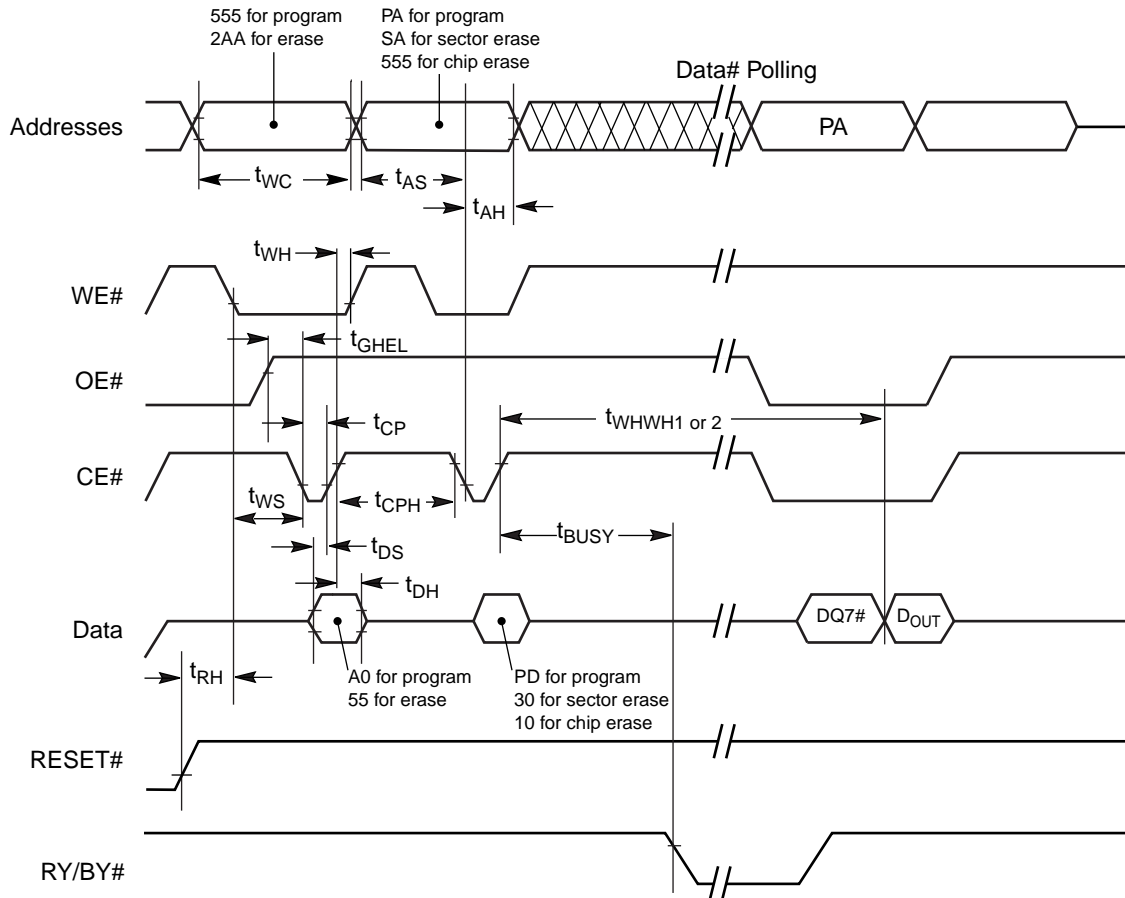 555 for program
2AA for erase
PA for program
SA for sector erase
555 for chip erase
Data# Polling
Addresses
PA
tWC
tAS
tAH
tWH
WE#
tGHEL
OE#
tWHWH1 or 2
tCP
CE#
tWS
tCPH
tBUSY
tDS
tDH
Data
DQ7#
DOUT
tRH
A0 for program
55 for erase
PD for program
30 for sector erase
10 for chip erase
RESET#
RY/BY#